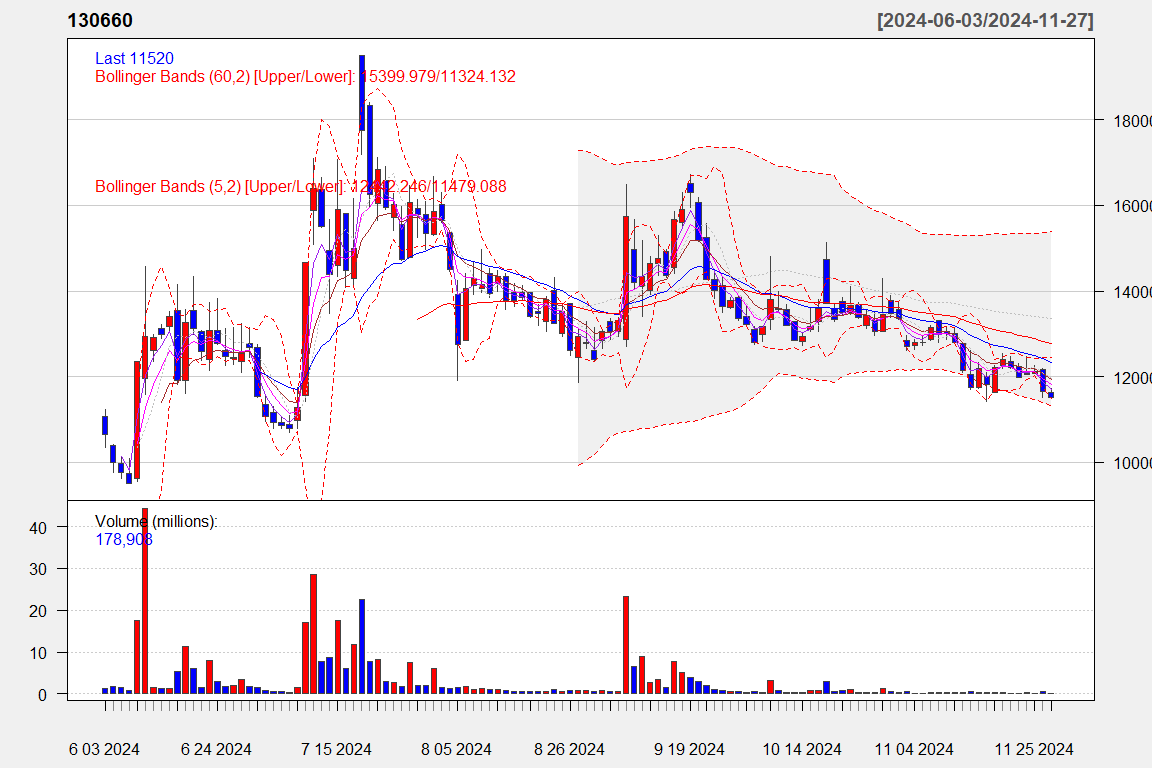 130660 [2024-06-03/2024-11-27]
Last 11520
Bollinger Bands (60,2) [Upper/Lower]: 15399.979/11324.132
Bollinger Bands (5,2) [Upper/Lower]: 12442.246/11479.088
18000
16000
14000
12000
10000
Volume (millions):
178,908
40
30
20
10
0
6 03 2024 6 24 2024 7 15 2024 8 05 2024 8 26 2024 9 19 2024 10 14 2024 11 04 2024 11 25 2024